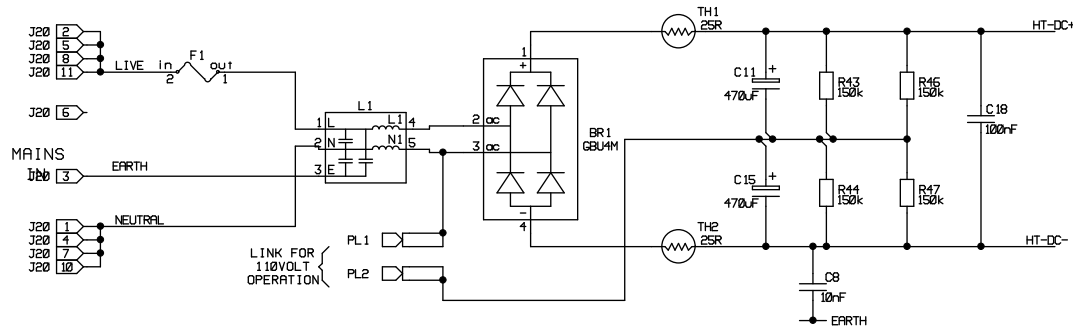 J20 2
J20 5
J20 8
J20 11
LIVE
in
2
F1
out
1
J20 6
MAINS
IN
J20 3
EARTH
J20 1
NEUTRAL
J20 4
J20 7
J20 10
L1
1 L
L1
4
2 N
N1
5
3 E
2 ac
3 ac
1
+
-
4
BR1
GBU4M
PL1
PL2
LINK FOR
110VOLT
OPERATION
TH1
25R
TH2
25R
C11
+
470uF
R43
150k
R46
150k
C18
100nF
C15
+
470uF
R44
150k
R47
150k
C8
10nF
EARTH
HT-DC+
HT-DC-